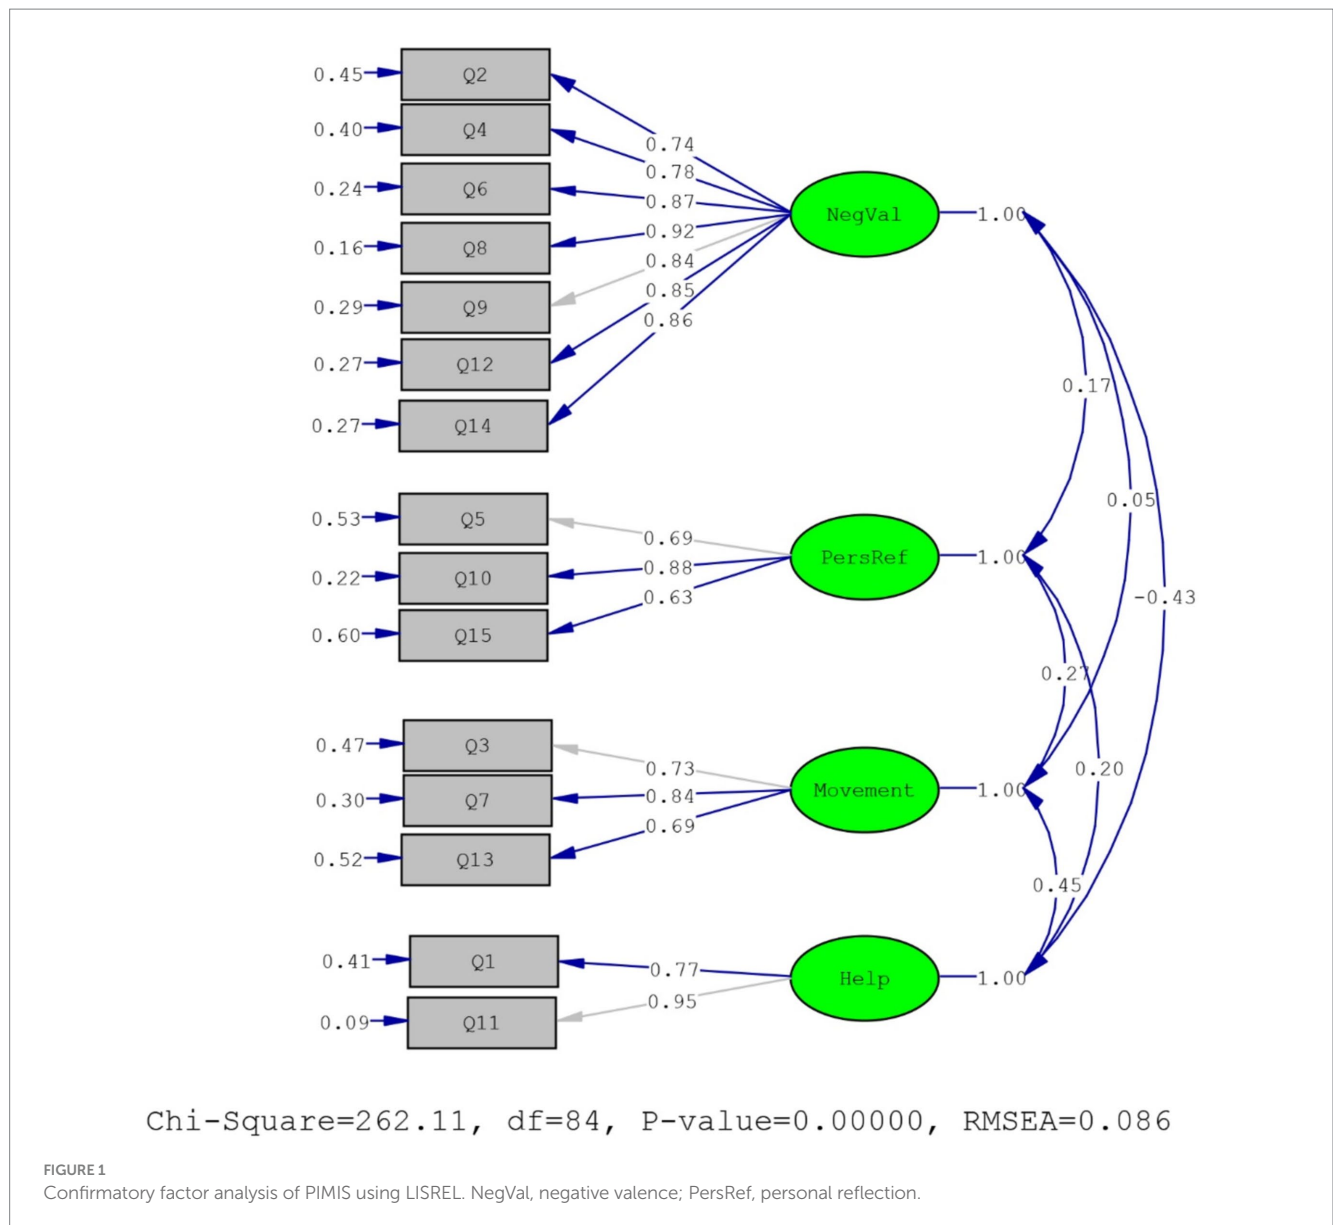 0.45 Q2
0.74
0.40 Q4
0.78
0.24 Q6
0.87
NegVal 1.00
0.16 Q8
0.92
0.84
0.29 Q9
0.85
0.86
0.27 Q12
0.17
0.27 Q14
0.05
0.53 Q5
0.69
PersRef 1.00
0.88
0.22 Q10
0.63
-0.43
0.60 Q15
0.27
0.47 Q3
0.73
0.20
Movement 1.00
0.84
0.30 Q7
0.69
0.52 Q13
0.45
0.41 Q1
0.77
Help 1.00
0.95
0.09 Q11
Chi-Square=262.11, df=84, P-value=0.00000, RMSEA=0.086
FIGURE 1
Confirmatory factor analysis of PIMIS using LISREL. NegVal, negative valence; PersRef, personal reflection.